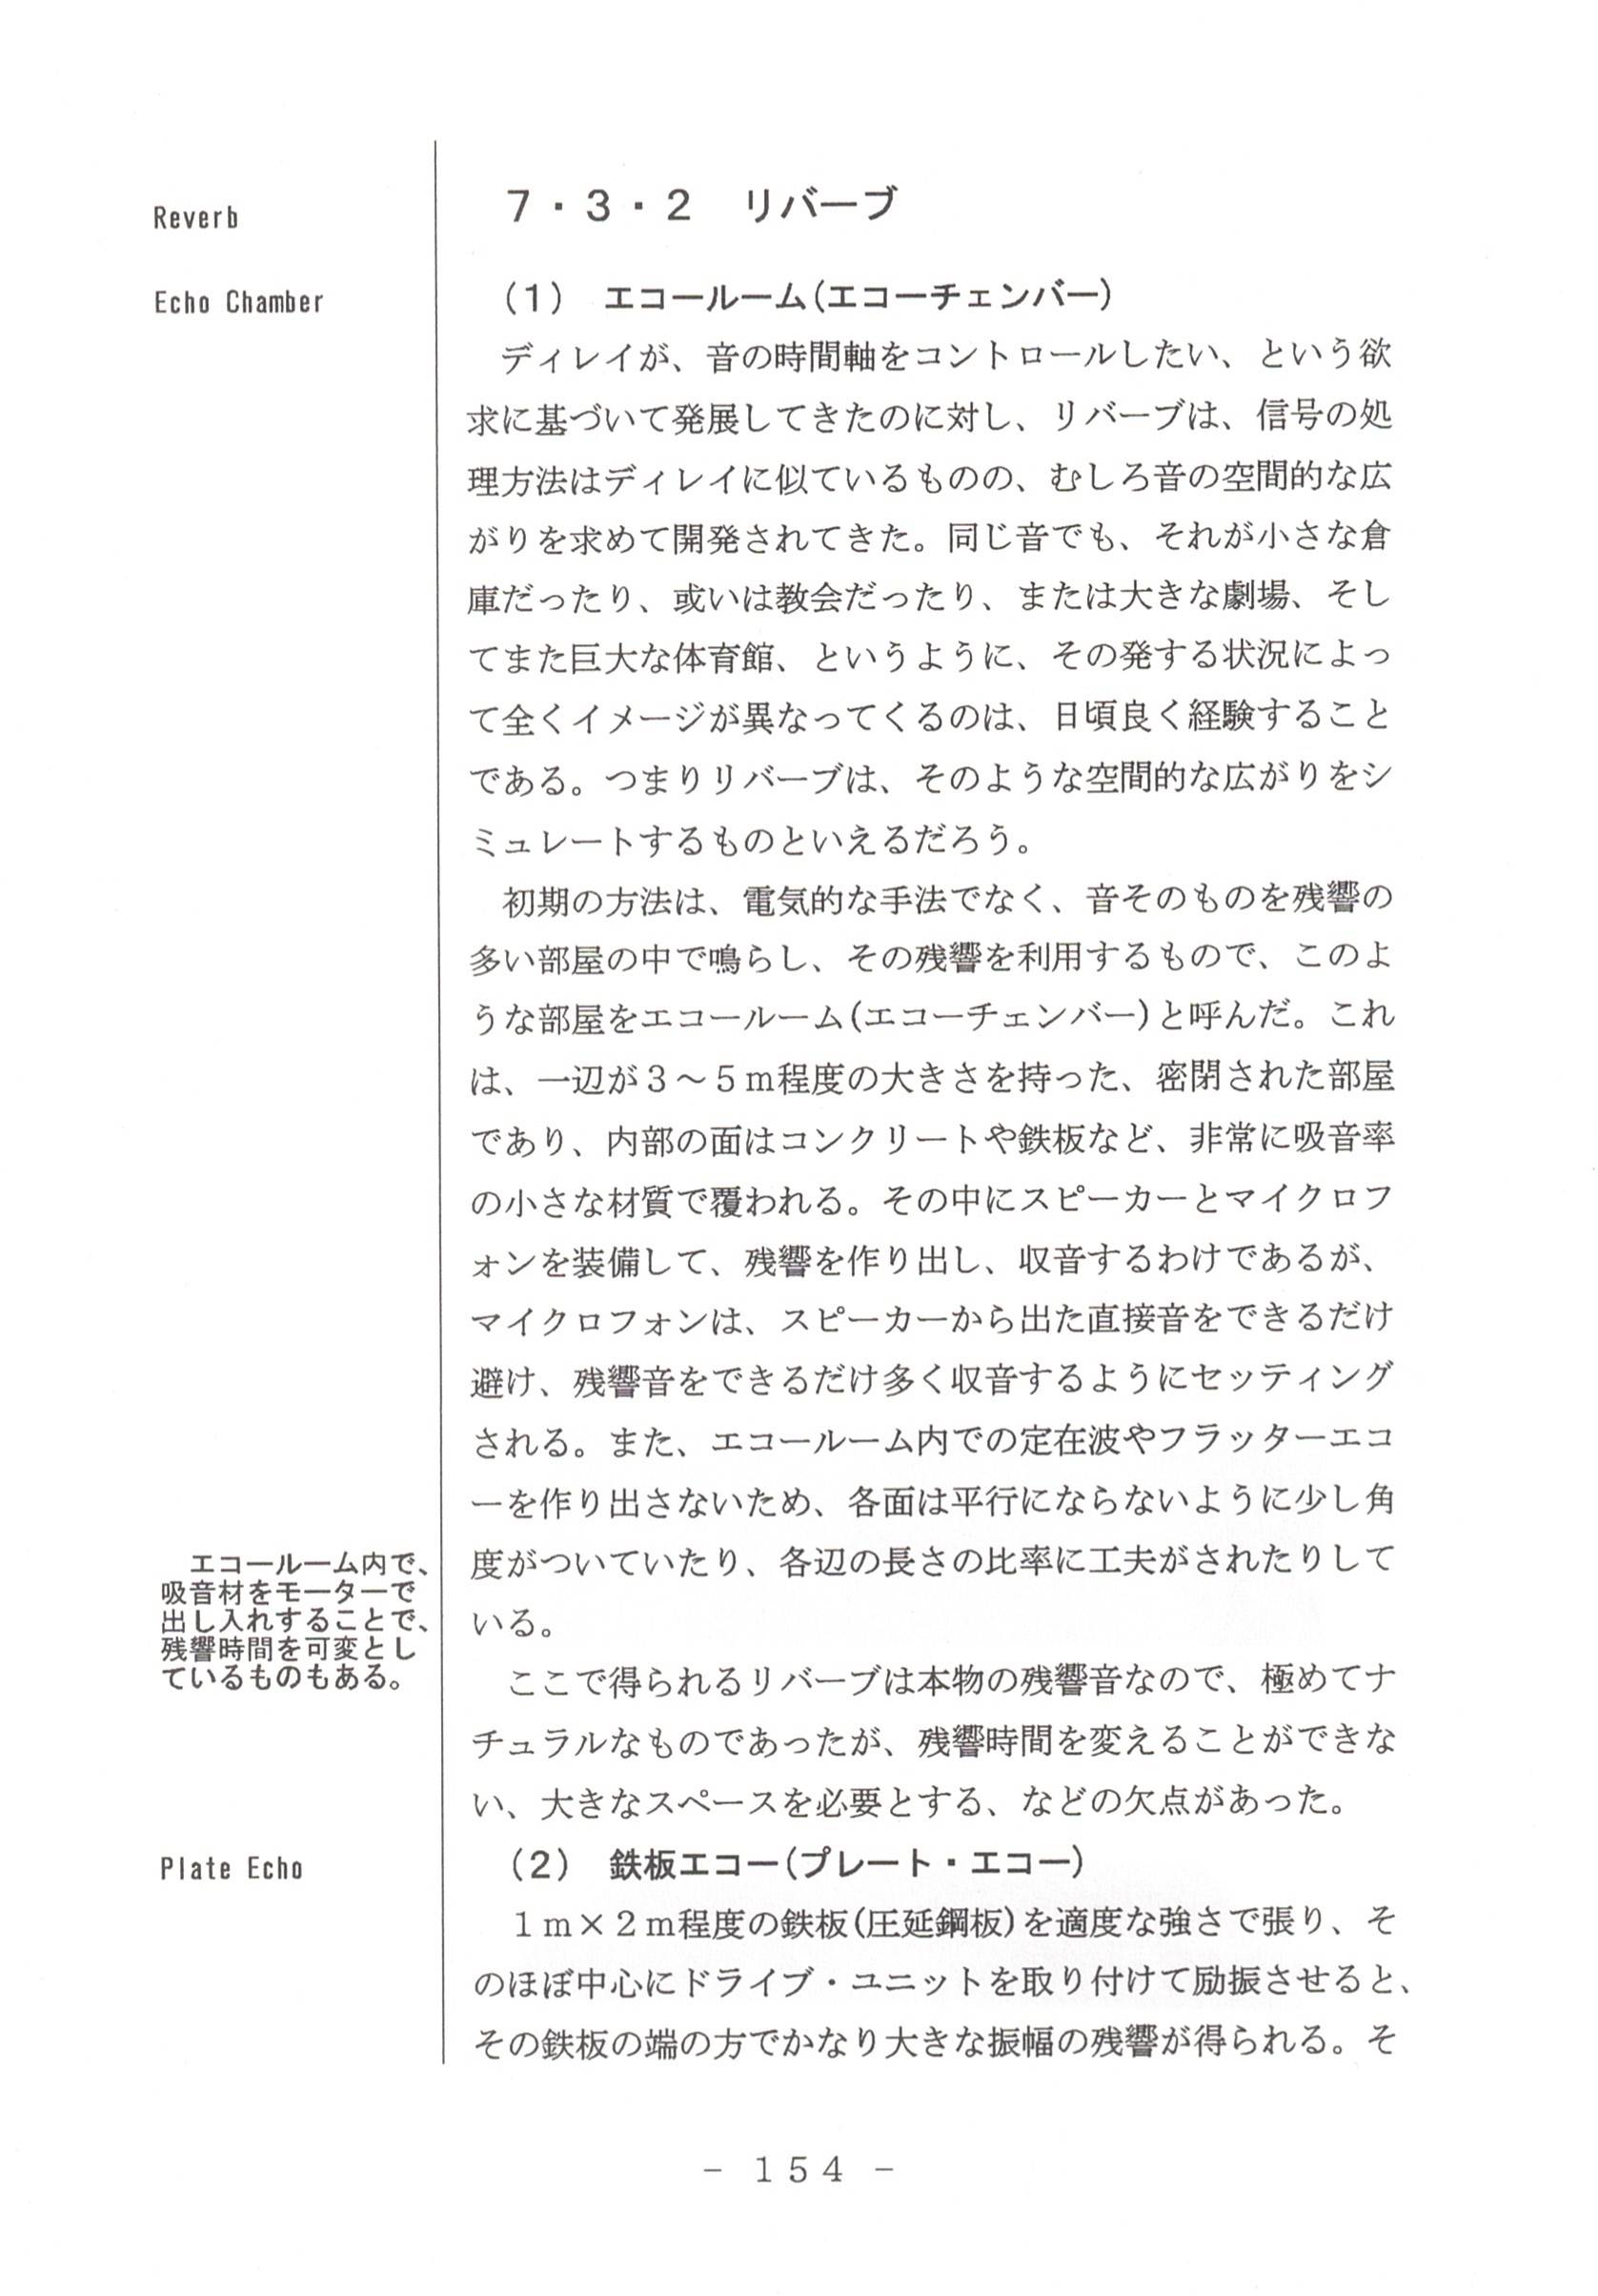 Reverb
7・3・2　リバーブ
Echo Chamber
(1)　エコールーム(エコーチェンバー)
　ディレイが、音の時間軸をコントロールしたい、という欲
求に基づいて発展してきたのに対し、リバーブは、信号の処
理方法はディレイに似ているものの、むしろ音の空間的な広
がりを求めて開発されてきた。同じ音でも、それが小さな倉
庫だったり、或いは教会だったり、または大きな劇場、そし
てまた巨大な体育館、というように、その発する状況によっ
て全くイメージが異なってくるのは、日頃良く経験すること
である。つまりリバーブは、そのような空間的な広がりをシ
ミュレートするものといえるだろう。
　初期の方法は、電気的な手法でなく、音そのものを残響の
多い部屋の中で鳴らし、その残響を利用するもので、このよ
うな部屋をエコールーム(エコーチェンバー)と呼んだ。これ
は、一辺が３～５ｍ程度の大きさを持った、密閉された部屋
であり、内部の面はコンクリートや鉄板など、非常に吸音率
の小さな材質で覆われる。その中にスピーカーとマイクロフ
ォンを装備して、残響を作り出し、収音するわけであるが、
マイクロフォンは、スピーカーから出た直接音をできるだけ
避け、残響音をできるだけ多く収音するようにセッティング
される。また、エコールーム内での定在波やフラッターエコ
ーを作り出さないため、各面は平行にならないように少し角
度がついていたり、各辺の長さの比率に工夫がされたりして
いる。
　エコールーム内で、
吸音材をモーターで
出し入れすることで、
残響時間を可変とし
ているものもある。
　ここで得られるリバーブは本物の残響音なので、極めてナ
チュラルなものであったが、残響時間を変えることができな
い、大きなスペースを必要とする、などの欠点があった。
Plate Echo
(2)　鉄板エコー(プレート・エコー)
　１ｍ×２ｍ程度の鉄板(圧延鋼板)を適度な強さで張り、そ
のほぼ中心にドライブ・ユニットを取り付けて励振させると、
その鉄板の端の方でかなり大きな振幅の残響が得られる。そ
- 154 -